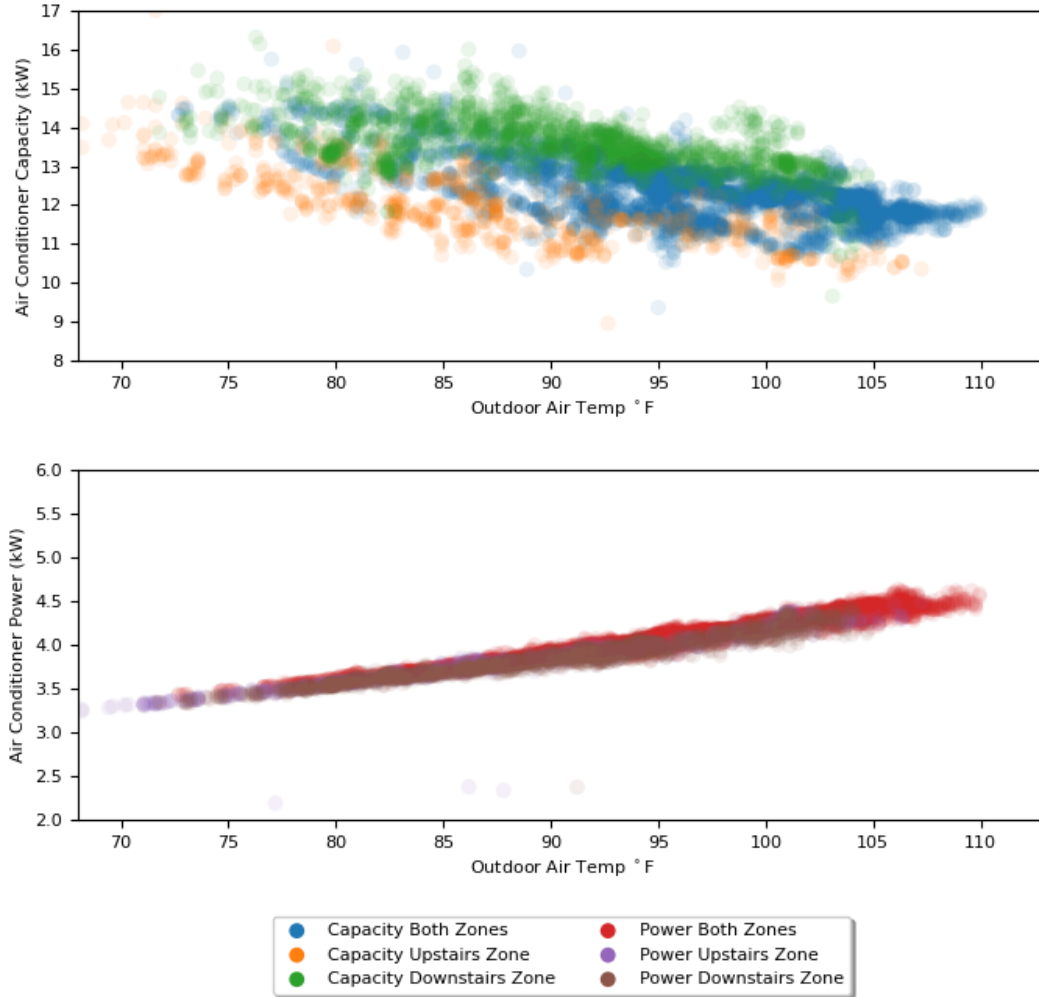 17
16
15
14
13
12
11
10
9
8
Air Conditioner Capacity (kW)
70 75 80 85 90 95 100 105 110
Outdoor Air Temp °F
6.0
5.5
5.0
4.5
4.0
3.5
3.0
2.5
2.0
Air Conditioner Power (kW)
70 75 80 85 90 95 100 105 110
Outdoor Air Temp °F
Capacity Both Zones Power Both Zones
Capacity Upstairs Zone Power Upstairs Zone
Capacity Downstairs Zone Power Downstairs Zone